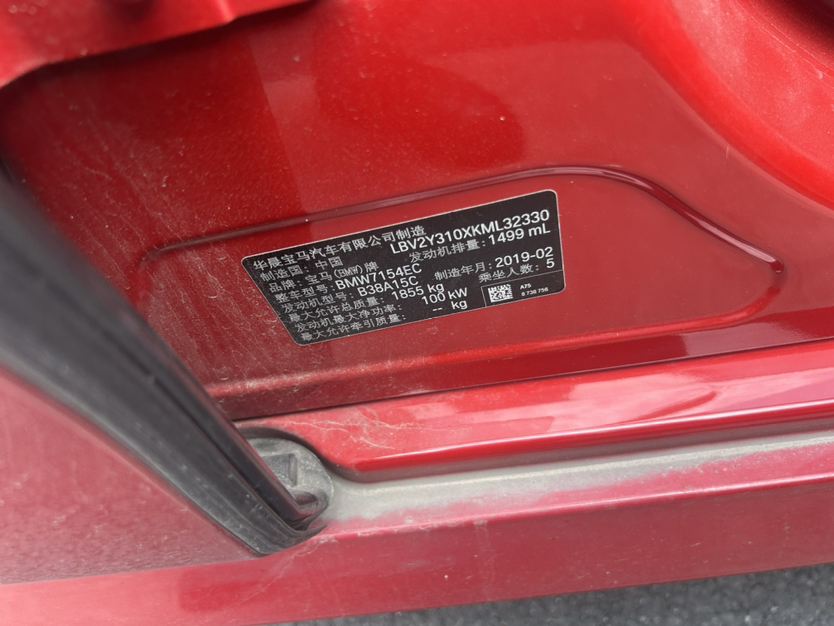 华晨宝马汽车有限公司制造
制造国：中国 LBV2Y310XKML32330
品牌：宝马(BMW)牌 发动机排量：1499 mL
整车型号：BMW7154EC 制造年月：2019-02
发动机型号：B38A15C 乘坐人数：5
最大允许总质量：1855 kg
发动机最大净功率：100 kW
最大允许牵引质量：-- kg
A75
6 738 756